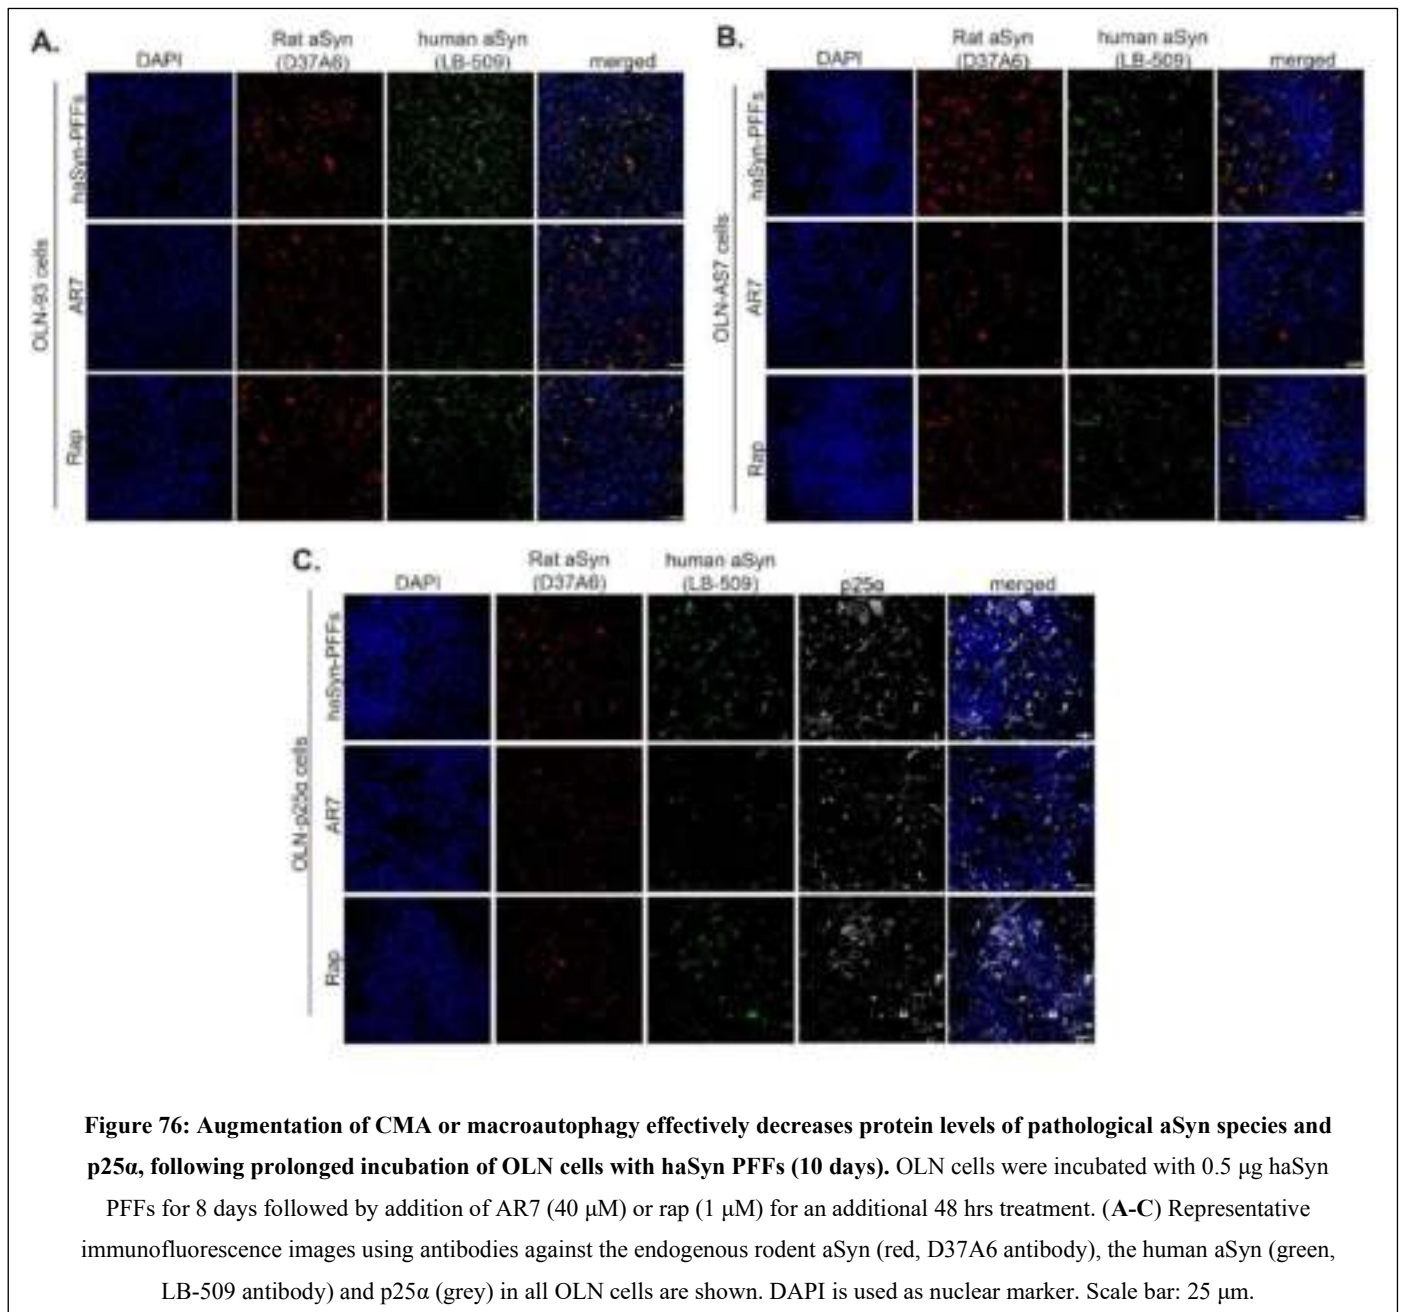 A.
DAPI
Rat aSyn
(D37A6)
human aSyn
(LB-509)
merged
OLN-93 cells
haSyn-PFFs
AR7
Rap
B.
DAPI
Rat aSyn
(D37A6)
human aSyn
(LB-509)
merged
OLN-AS7 cells
haSyn-PFFs
AR7
Rap
C.
DAPI
Rat aSyn
(D37A6)
human aSyn
(LB-509)
p25α
merged
OLN-p25α cells
haSyn-PFFs
AR7
Rap
Figure 76: Augmentation of CMA or macroautophagy effectively decreases protein levels of pathological aSyn species and
p25α, following prolonged incubation of OLN cells with haSyn PFFs (10 days). OLN cells were incubated with 0.5 μg haSyn
PFFs for 8 days followed by addition of AR7 (40 μM) or rap (1 μM) for an additional 48 hrs treatment. (A-C) Representative
immunofluorescence images using antibodies against the endogenous rodent aSyn (red, D37A6 antibody), the human aSyn (green,
LB-509 antibody) and p25α (grey) in all OLN cells are shown. DAPI is used as nuclear marker. Scale bar: 25 μm.